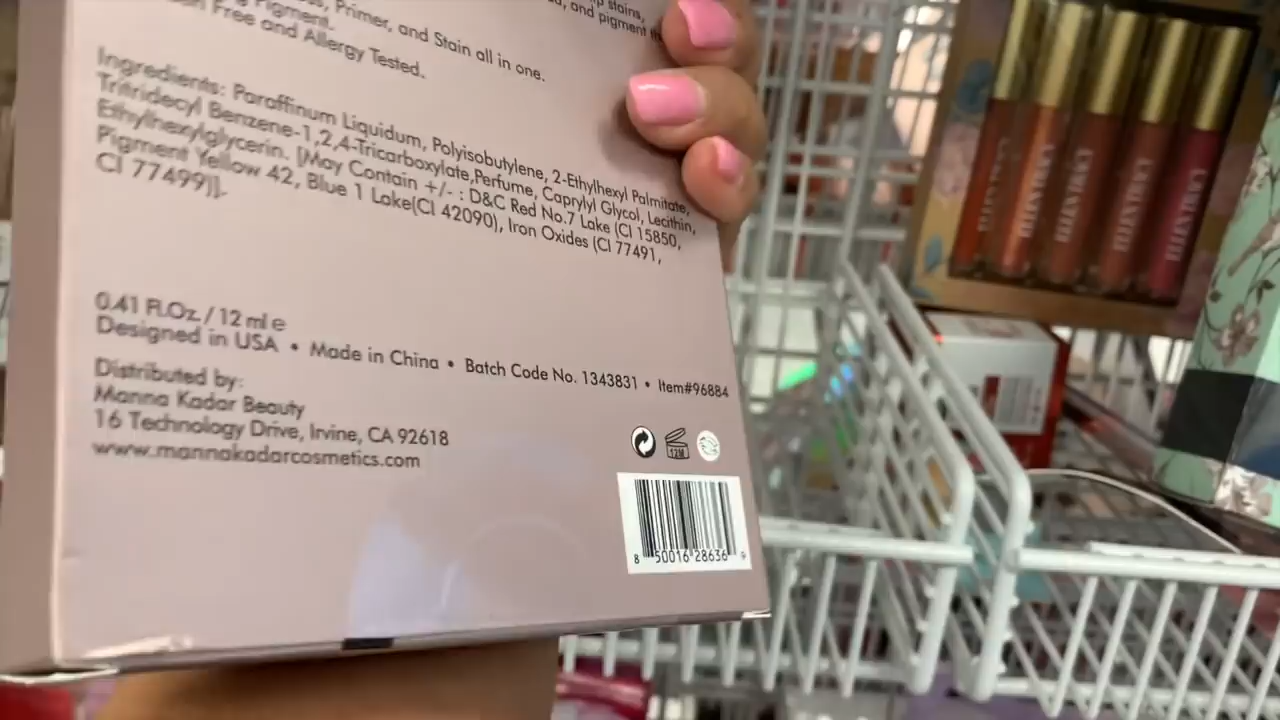 stains,
and pigment
Primer, and Stain all in one.
Pigment.
Free and Allergy Tested.
Ingredients: Paraffinum Liquidum, Polyisobutylene, 2-Ethylhexyl Palmitate,
Tritridecyl Benzene-1,2,4-Tricarboxylate,Perfume, Caprylyl Glycol, Lecithin,
Ethylhexylglycerin. [May Contain +/- : D&C Red No.7 Lake (CI 15850,
Pigment Yellow 42, Blue 1 Lake(CI 42090), Iron Oxides (CI 77491,
CI 77499)].
0.41 Fl.Oz. / 12 ml e
Designed in USA • Made in China • Batch Code No. 1343831 • Item#96884
Distributed by:
Manna Kadar Beauty
16 Technology Drive, Irvine, CA 92618
www.mannakadarcosmetics.com
12M
8 50016 28636 9